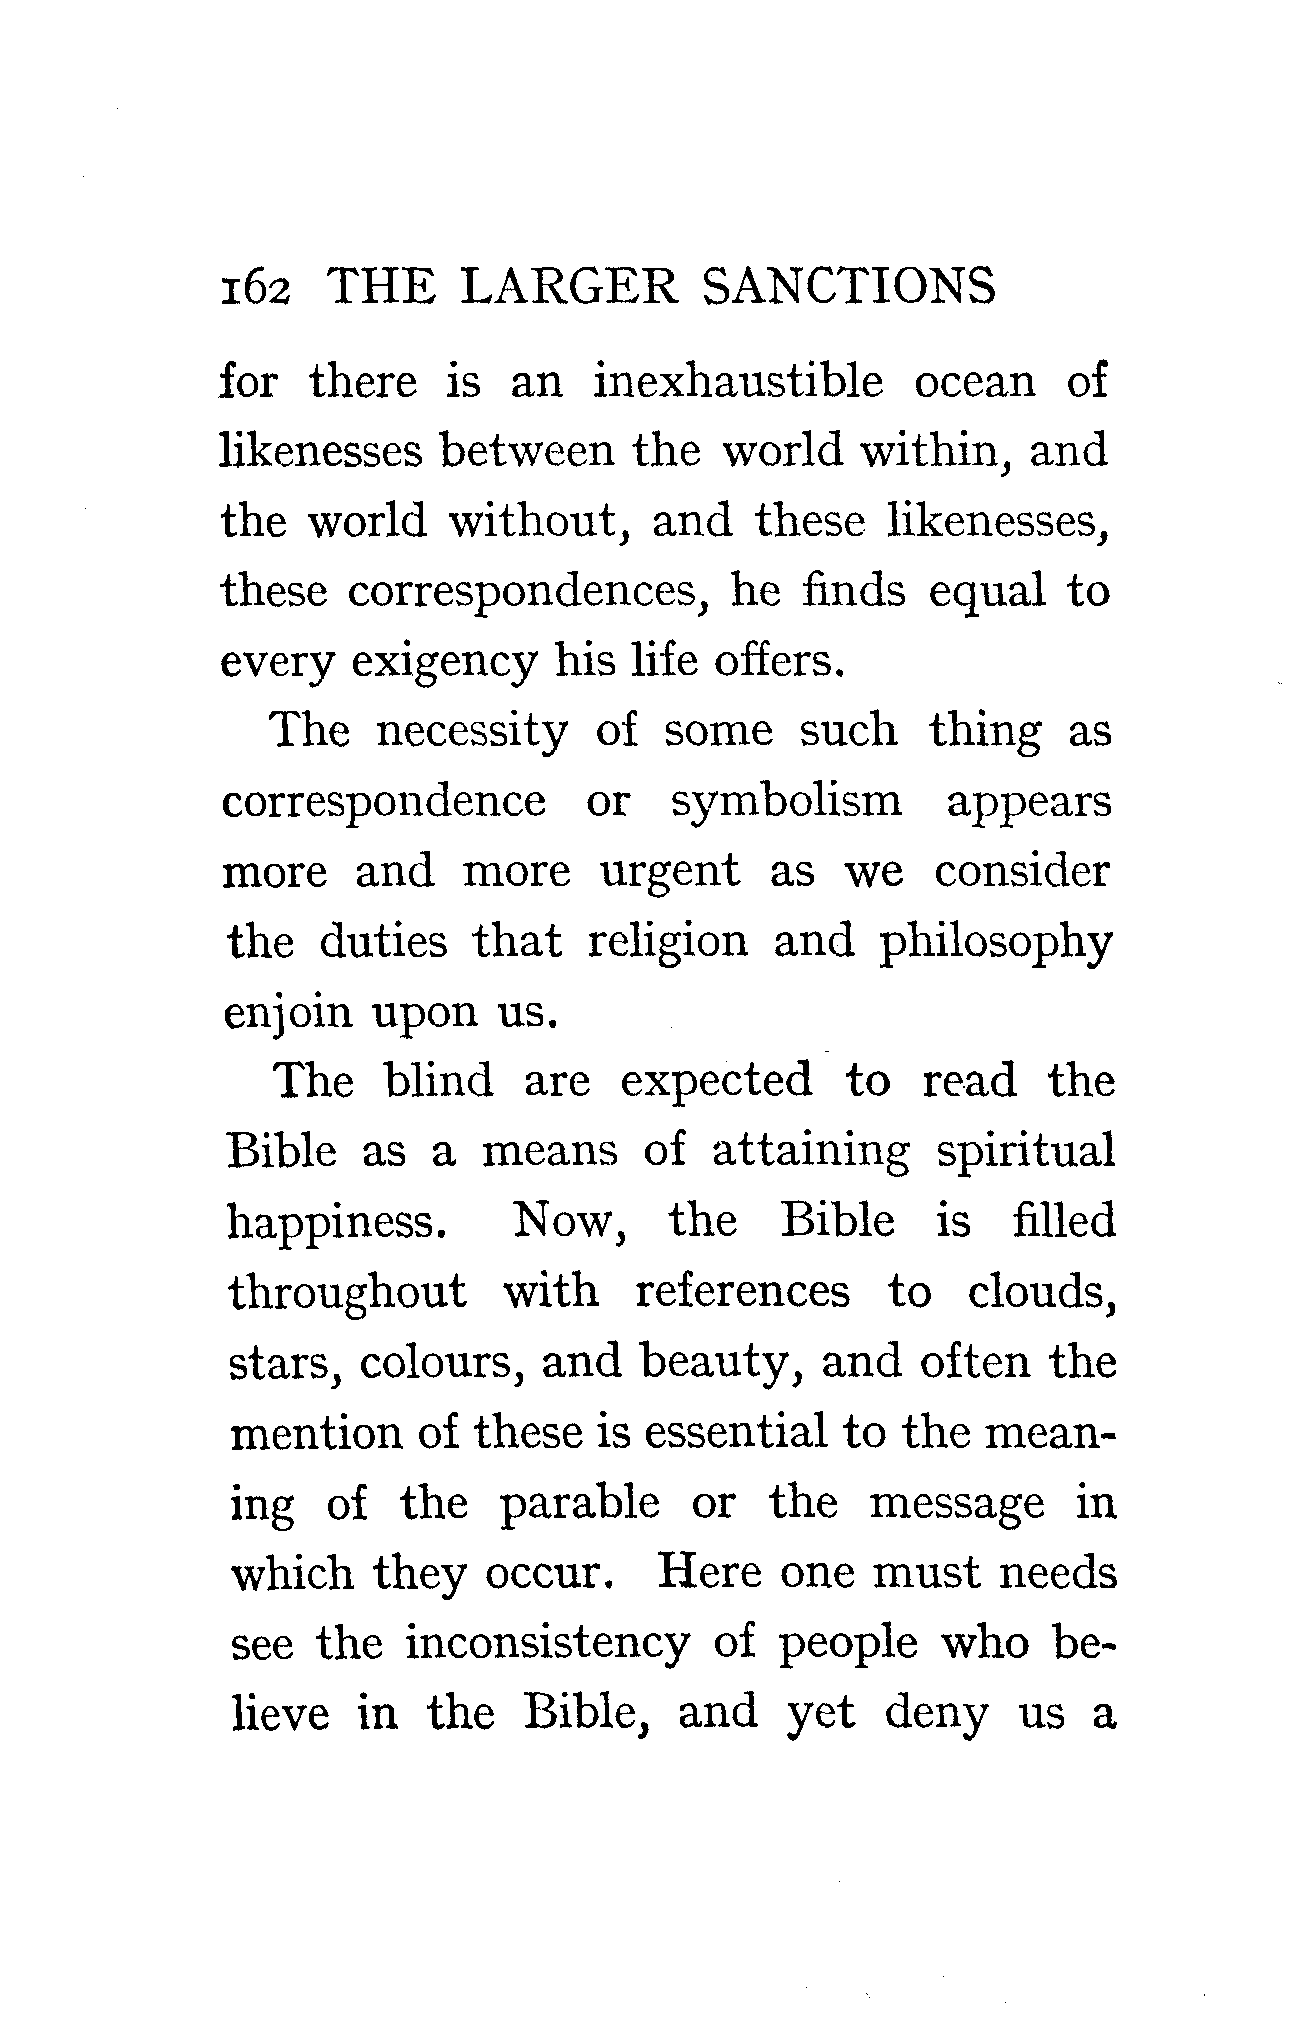 162 THE LARGER SANCTIONS
for there is an inexhaustible ocean of
likenesses between the world within, and
the world without, and these likenesses,
these correspondences, he finds equal to
every exigency his life offers.
The necessity of some such thing as
correspondence or symbolism appears
more and more urgent as we consider
the duties that religion and philosophy
enjoin upon us.
The blind are expected to read the
Bible as a means of attaining spiritual
happiness. Now, the Bible is filled
throughout with references to clouds,
stars, colours, and beauty, and often the
mention of these is essential to the mean-
ing of the parable or the message in
which they occur. Here one must needs
see the inconsistency of people who be-
lieve in the Bible, and yet deny us a